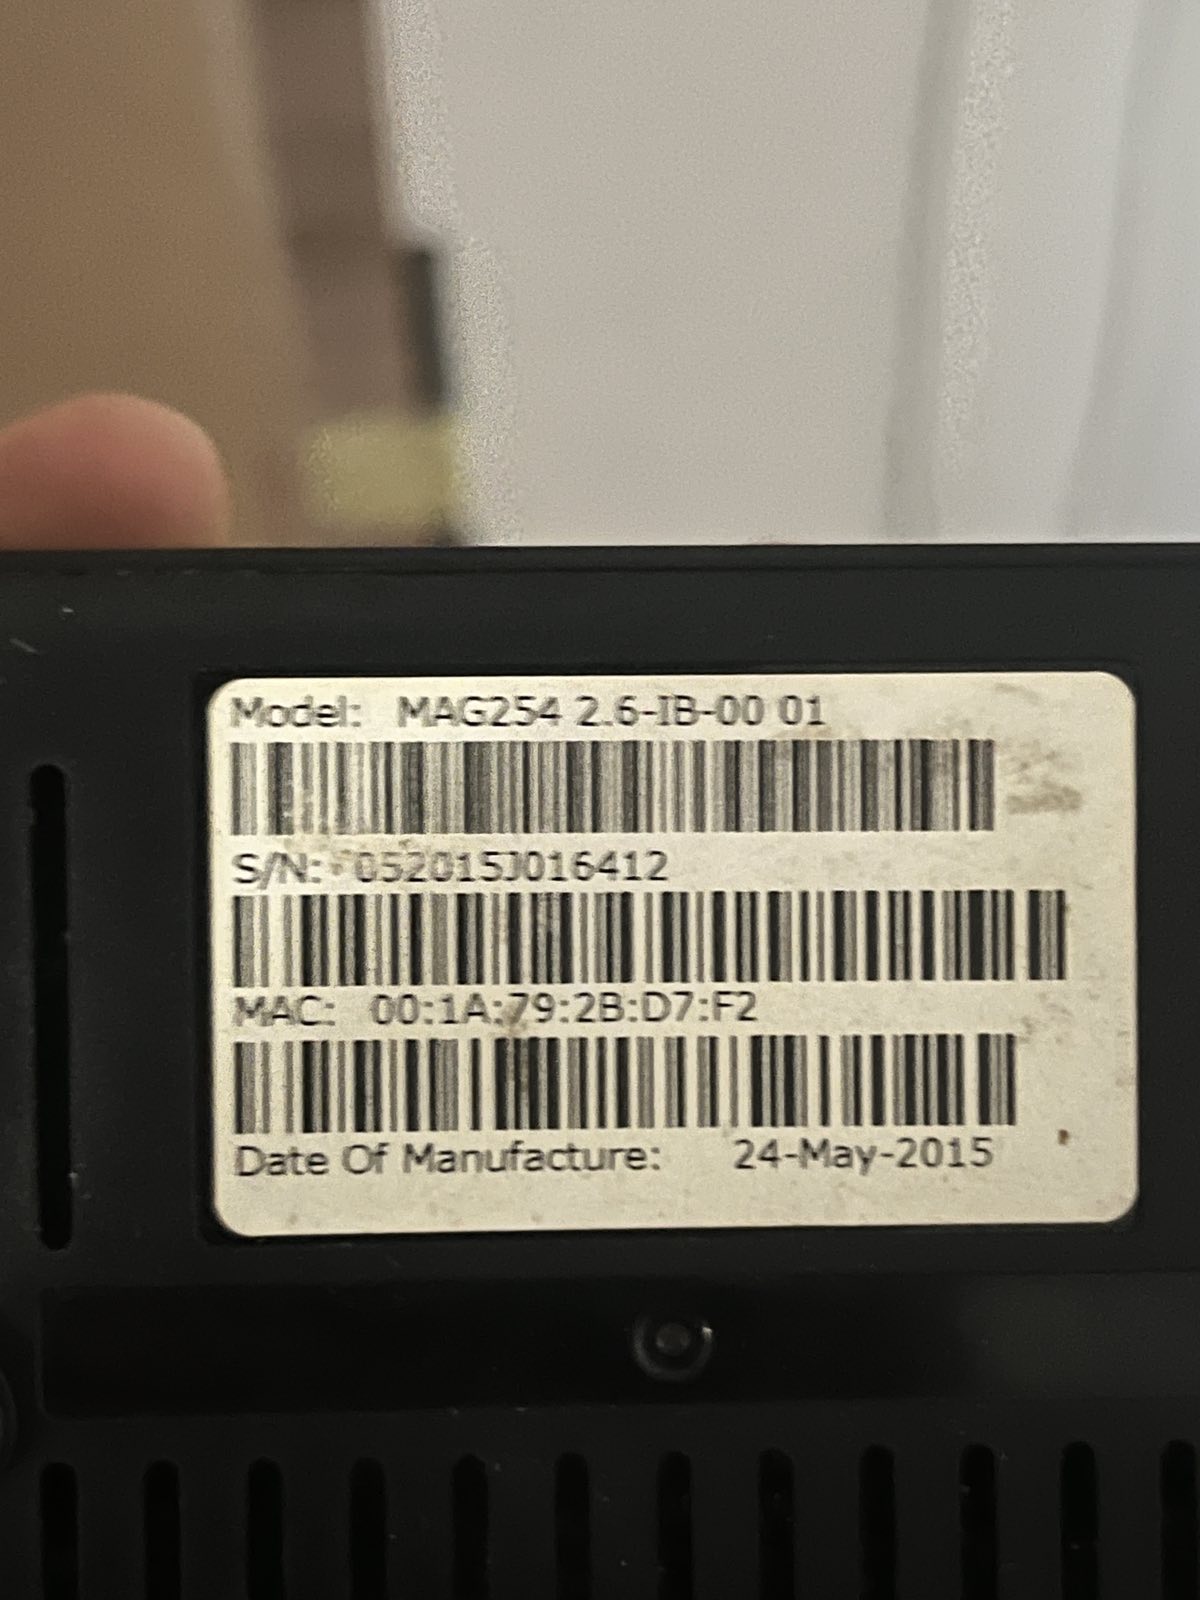 Model: MAG254 2.6-IB-00 01
S/N: 052015J016412
MAC: 00:1A:79:2B:D7:F2
Date Of Manufacture: 24-May-2015